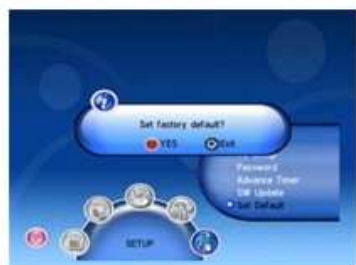 Set factory default?
YES Exit
Password
Advance Timer
SW Update
Set Default
SETUP